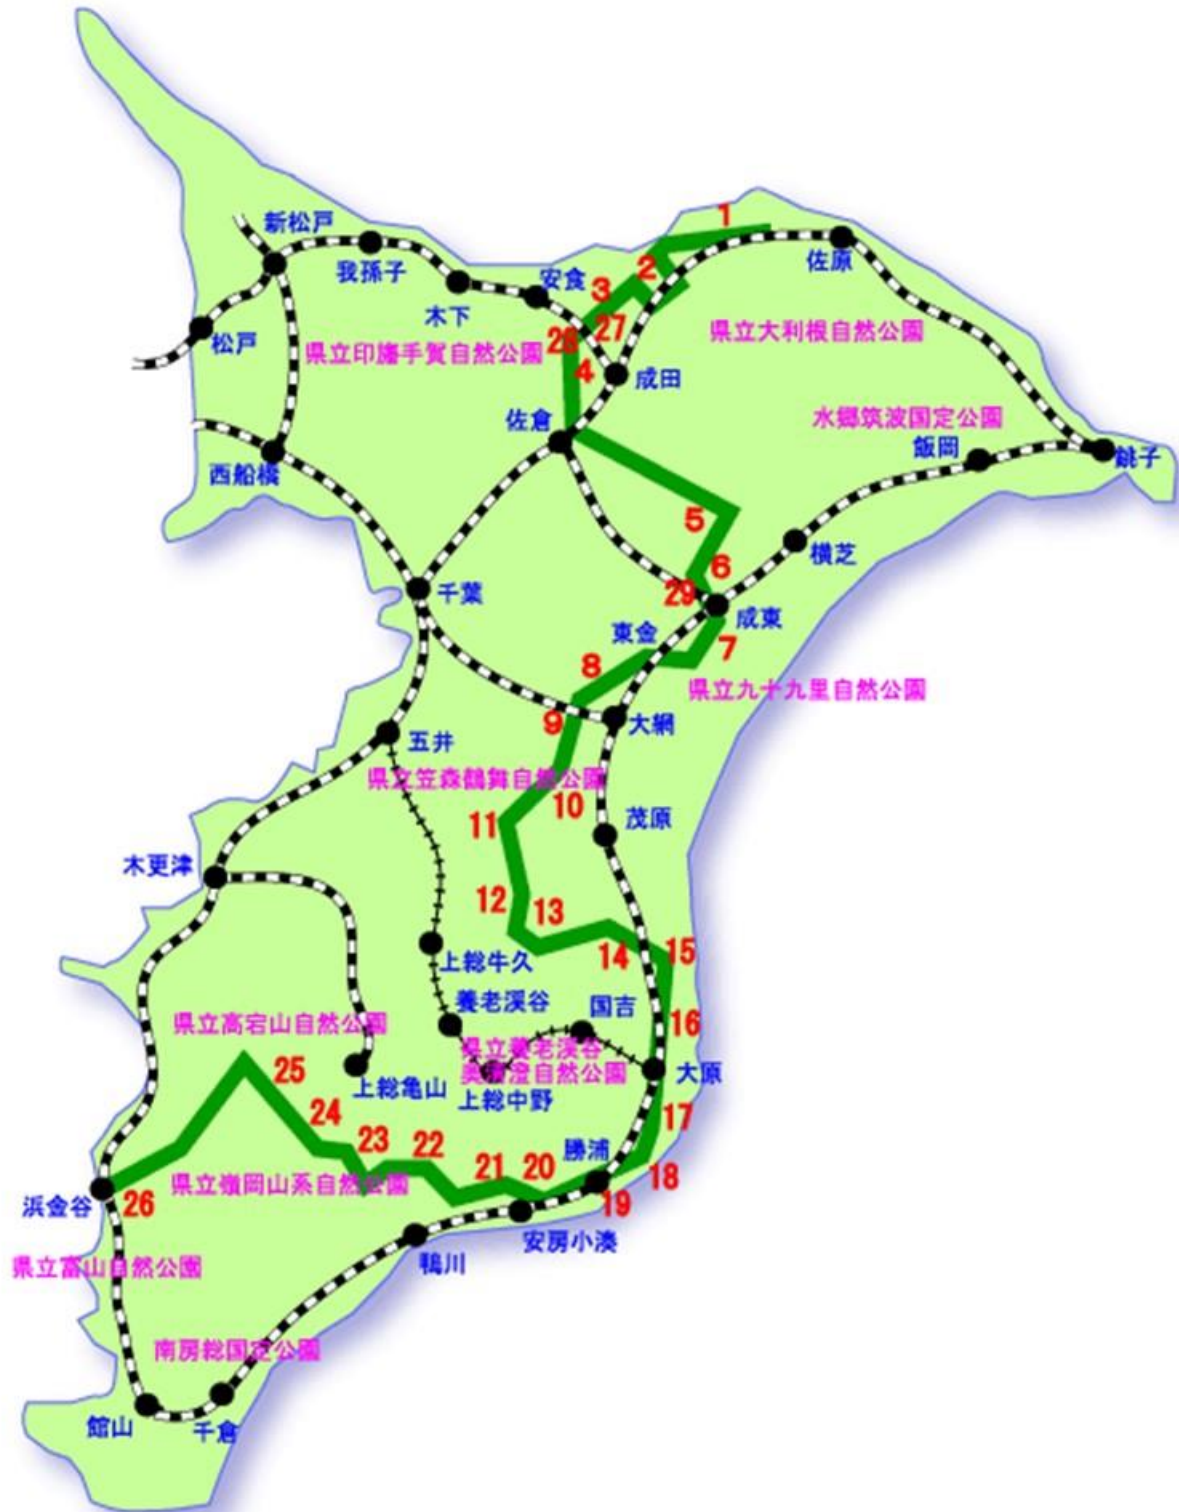 新松戸
我孫子
木下
安食
1
佐原
2
3
27
28
4
松戸
県立印旛手賀自然公園
県立大利根自然公園
成田
佐倉
水郷筑波国定公園
飯岡
銚子
西船橋
5
横芝
6
千葉
29
成東
東金
7
8
県立九十九里自然公園
9
大網
五井
県立笠森鶴舞自然公園
10
11
茂原
木更津
12
13
14
15
上総牛久
養老渓谷
国吉
16
県立高宕山自然公園
県立養老渓谷
奥清澄自然公園
25
上総亀山
上総中野
大原
24
17
23
22
勝浦
18
21
20
県立嶺岡山系自然公園
19
浜金谷
26
安房小湊
鴨川
県立富山自然公園
南房総国定公園
館山
千倉